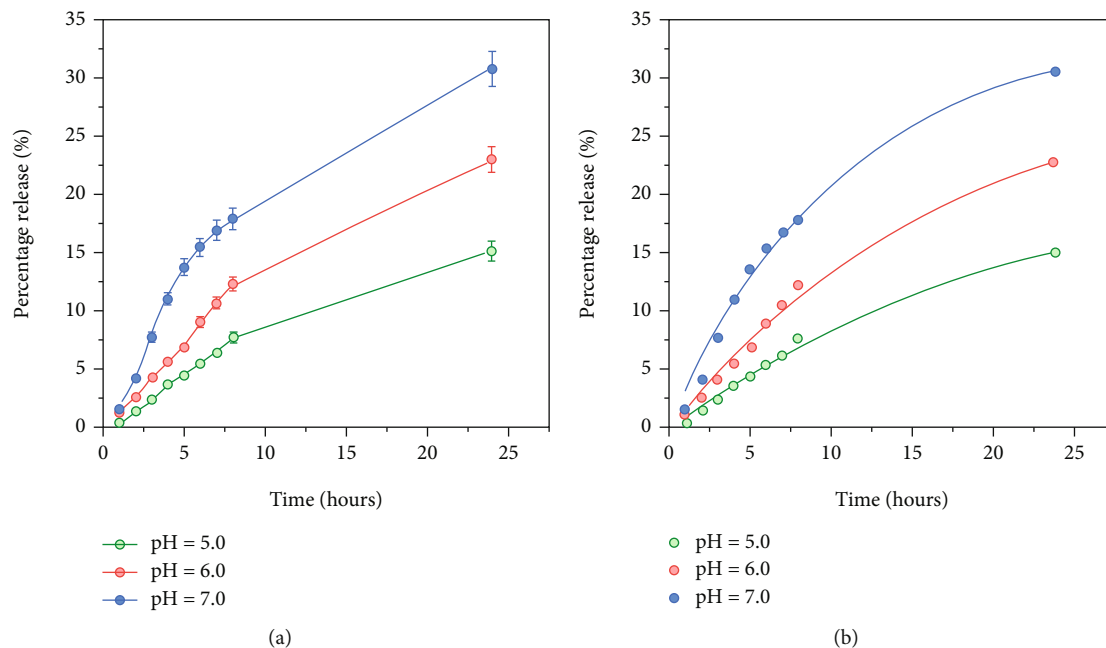 35
30
25
20
15
10
5
0
Percentage release (%)
0 5 10 15 20 25
Time (hours)
pH = 5.0
pH = 6.0
pH = 7.0
(a)
35
30
25
20
15
10
5
0
Percentage release (%)
0 5 10 15 20 25
Time (hours)
pH = 5.0
pH = 6.0
pH = 7.0
(b)